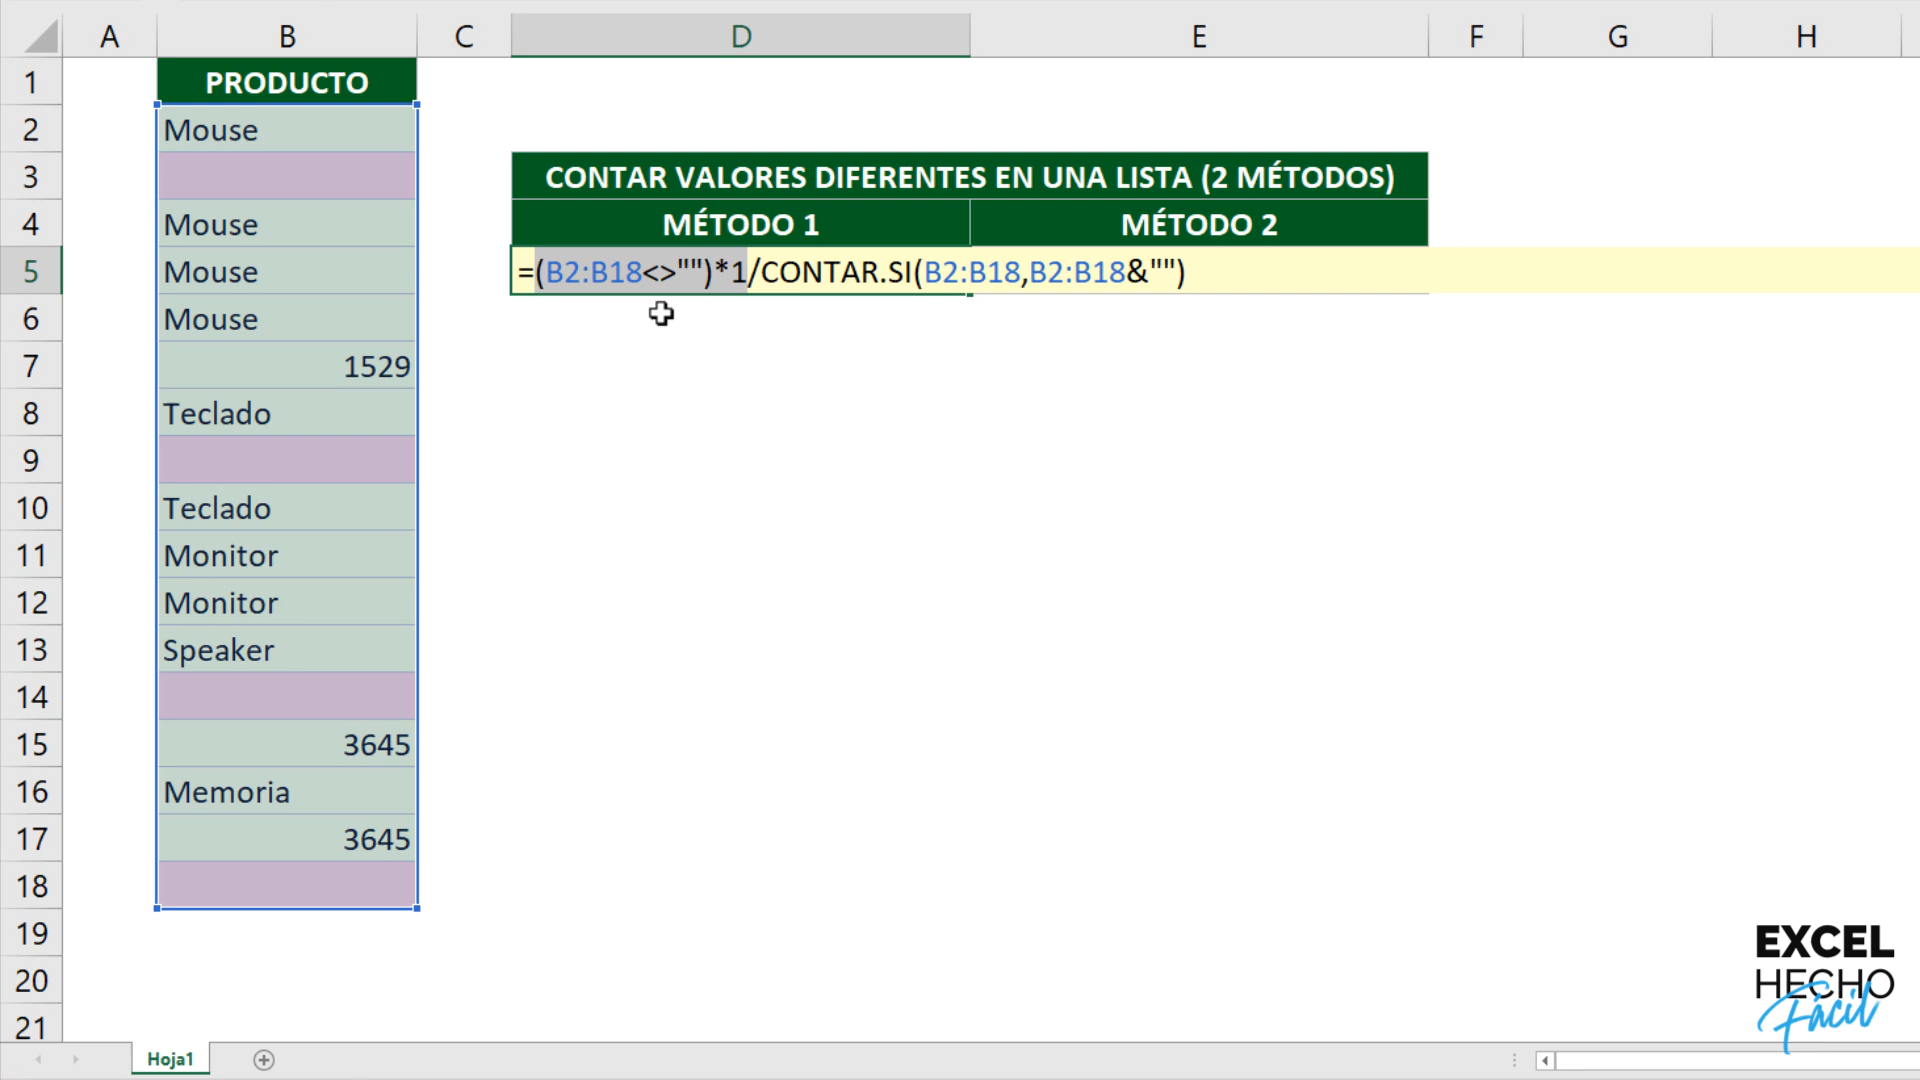 A B C D E F G H
1 PRODUCTO
2 Mouse
3 CONTAR VALORES DIFERENTES EN UNA LISTA (2 MÉTODOS)
4 Mouse MÉTODO 1 MÉTODO 2
5 Mouse =(B2:B18<>"")*1/CONTAR.SI(B2:B18,B2:B18&"")
6 Mouse
7 1529
8 Teclado
9
10 Teclado
11 Monitor
12 Monitor
13 Speaker
14
15 3645
16 Memoria
17 3645
18
19
20
21
EXCEL
HECHO
Fácil
Hoja1